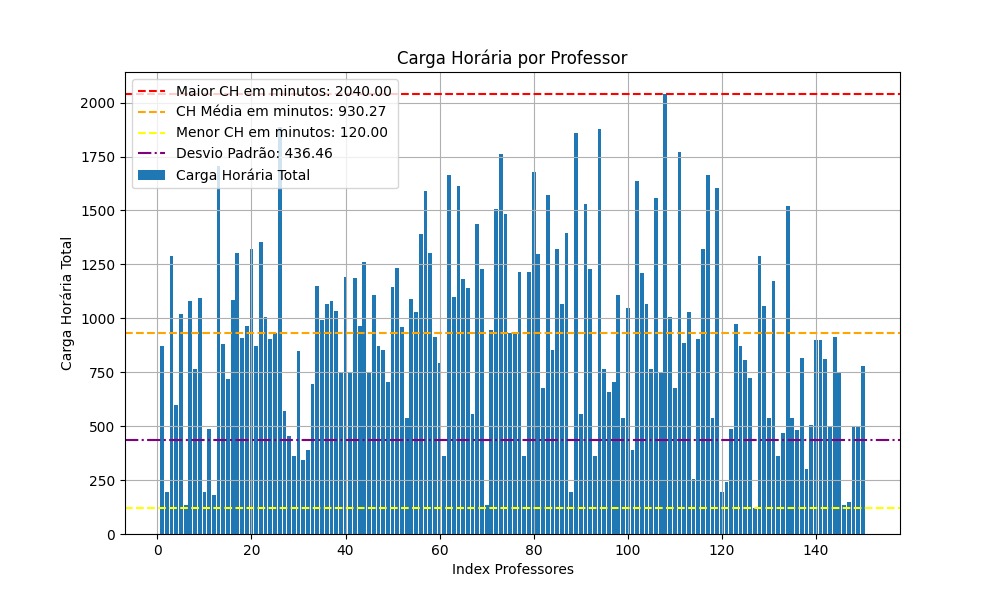 Carga Horária por Professor
Maior CH em minutos: 2040.00
CH Média em minutos: 930.27
Menor CH em minutos: 120.00
Desvio Padrão: 436.46
Carga Horária Total
Carga Horária Total
2000
1750
1500
1250
1000
750
500
250
0
0 20 40 60 80 100 120 140
Index Professores